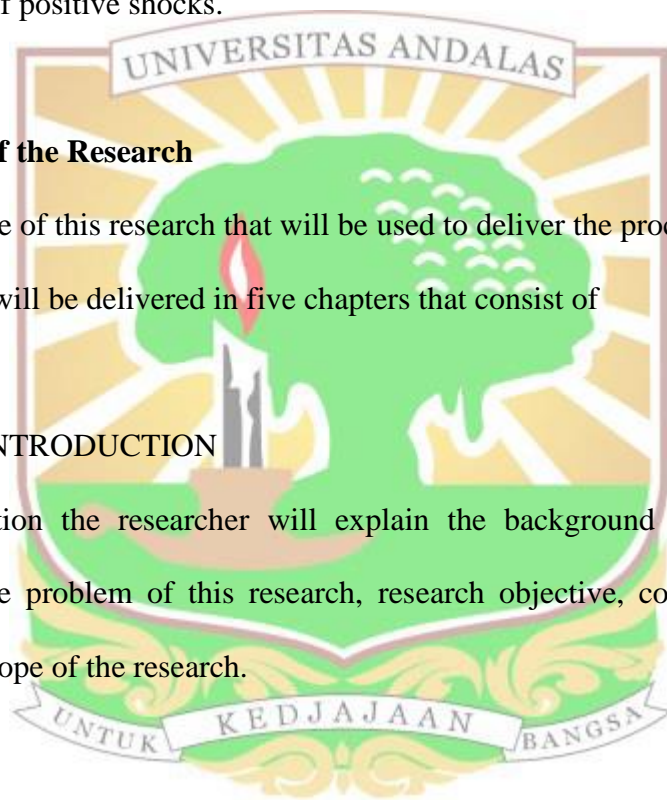 f positive shocks.
UNIVERSITAS ANDALAS
f the Research
e of this research that will be used to deliver the proc
will be delivered in five chapters that consist of
NTRODUCTION
tion the researcher will explain the background
e problem of this research, research objective, co
ope of the research.
UNTUK KEDJAJAAN BANGSA